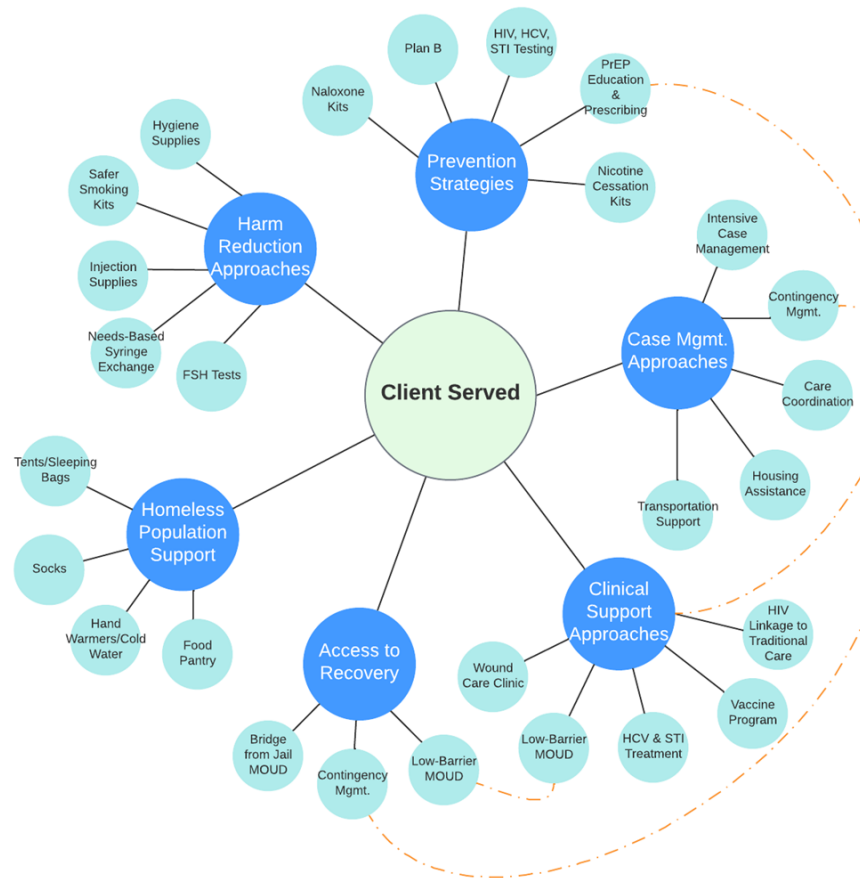 HIV, HCV,
STI Testing
Plan B
PrEP
Education
&
Prescribing
Naloxone
Kits
Prevention
Strategies
Nicotine
Cessation
Kits
Hygiene
Supplies
Safer
Smoking
Kits
Harm
Reduction
Approaches
Injection
Supplies
Needs-Based
Syringe
Exchange
FSH Tests
Intensive
Case
Management
Contingency
Mgmt.
Case Mgmt.
Approaches
Care
Coordination
Housing
Assistance
Transportation
Support
Client Served
Tents/Sleeping
Bags
Homeless
Population
Support
Socks
Hand
Warmers/Cold
Water
Food
Pantry
Access to
Recovery
Bridge
from Jail
MOUD
Contingency
Mgmt.
Low-Barrier
MOUD
Clinical
Support
Approaches
Wound
Care Clinic
Low-Barrier
MOUD
HCV & STI
Treatment
Vaccine
Program
HIV
Linkage to
Traditional
Care